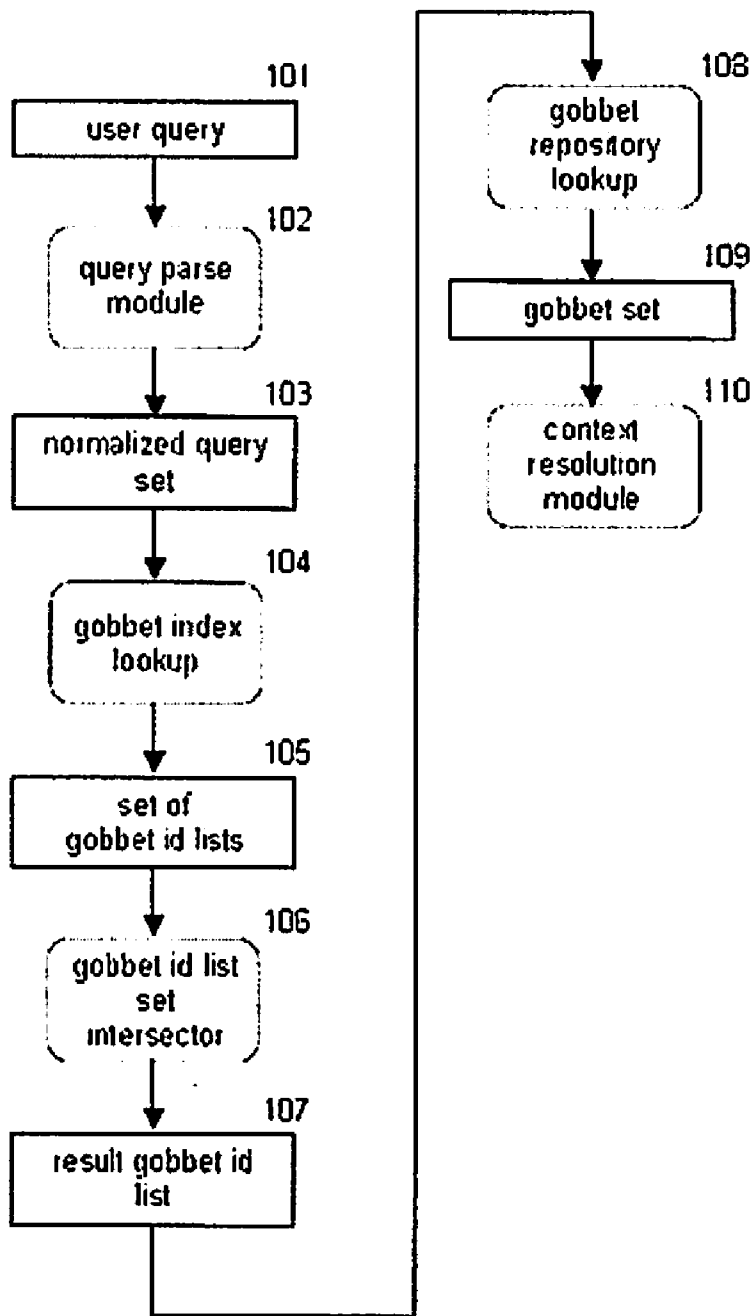 101
user query
102
query parse
module
103
normalized query
set
104
gobbet index
lookup
105
set of
gobbet id lists
106
gobbet id list
set
intersector
107
result gobbet id
list
108
gobbet
repository
lookup
109
gobbet set
110
context
resolution
module